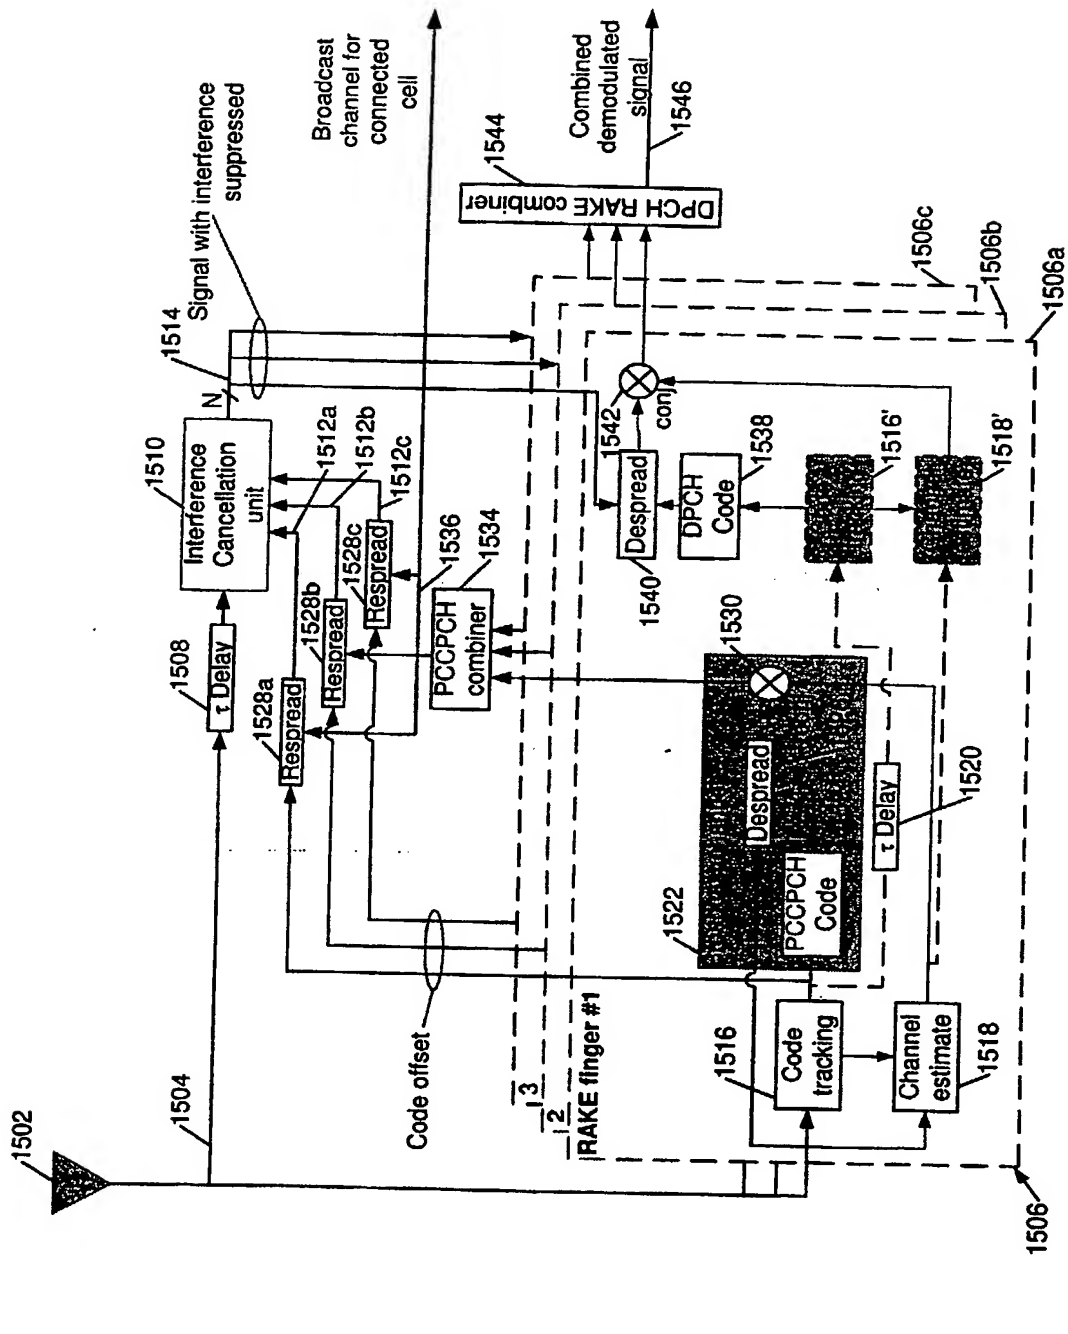 1502
1504
1508
τ Delay
1510
Interference
Cancellation
unit
N
1514
Signal with interference
suppressed
1512a
1512b
1512c
1528a
Respread
1528b
Respread
1528c
Respread
Broadcast
channel for
connected
cell
1536
1534
PCCPCH
combiner
Code offset
3
2
RAKE finger #1
1544
DPCH RAKE combiner
Combined
demodulated
signal
1546
1506c
1506b
1506a
1542
conj
1540
Despread
DPCH
Code
1538
1516'
1518'
1522
PCCPCH
Code
Despread
1530
τ Delay
1520
1516
Code
tracking
Channel
estimate
1518
1506